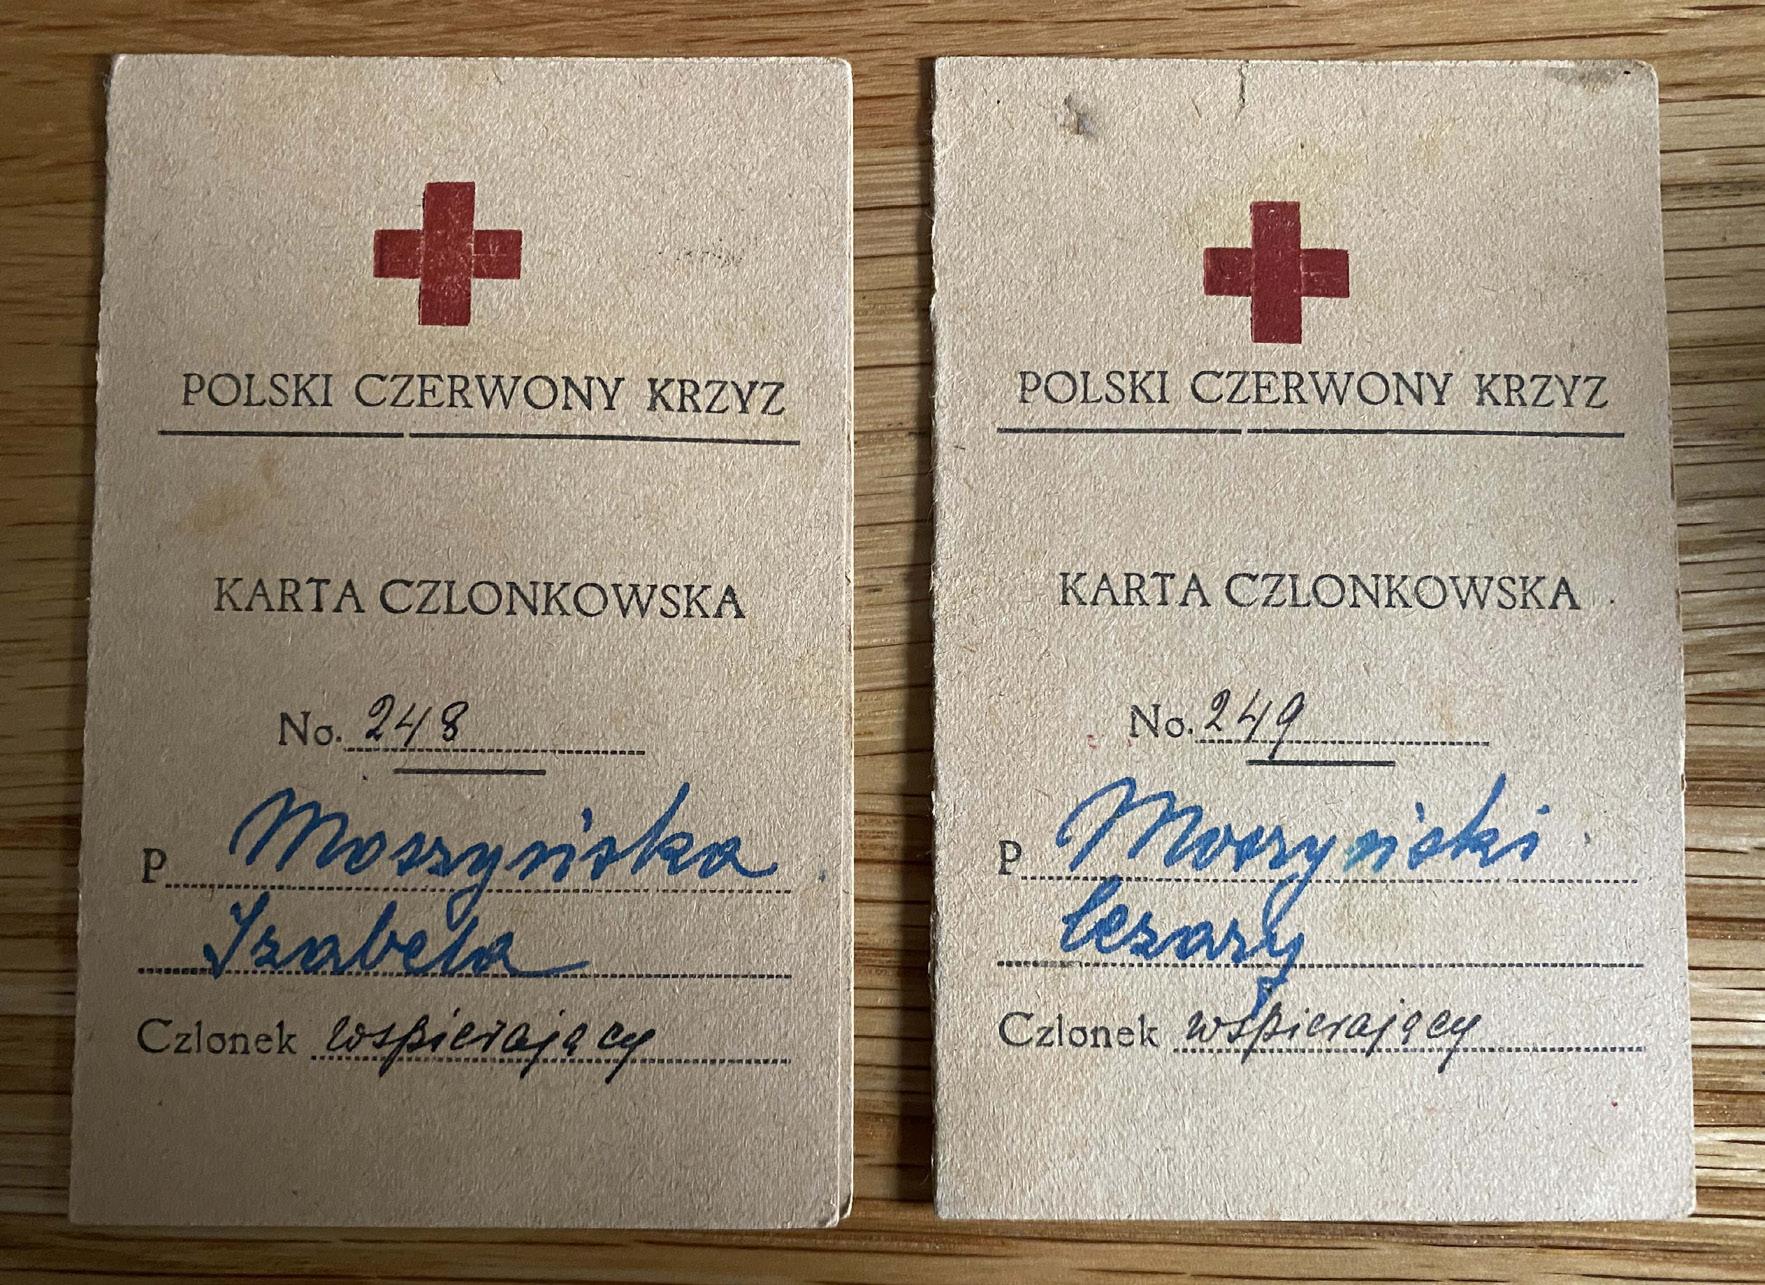 POLSKI CZERWONY KRZYZ
KARTA CZLONKOWSKA
No. 248
P Moszyńska
Izabela
Czlonek wspierający
POLSKI CZERWONY KRZYZ
KARTA CZLONKOWSKA
No. 249
P Moszyński
Cezary
Czlonek wspierający